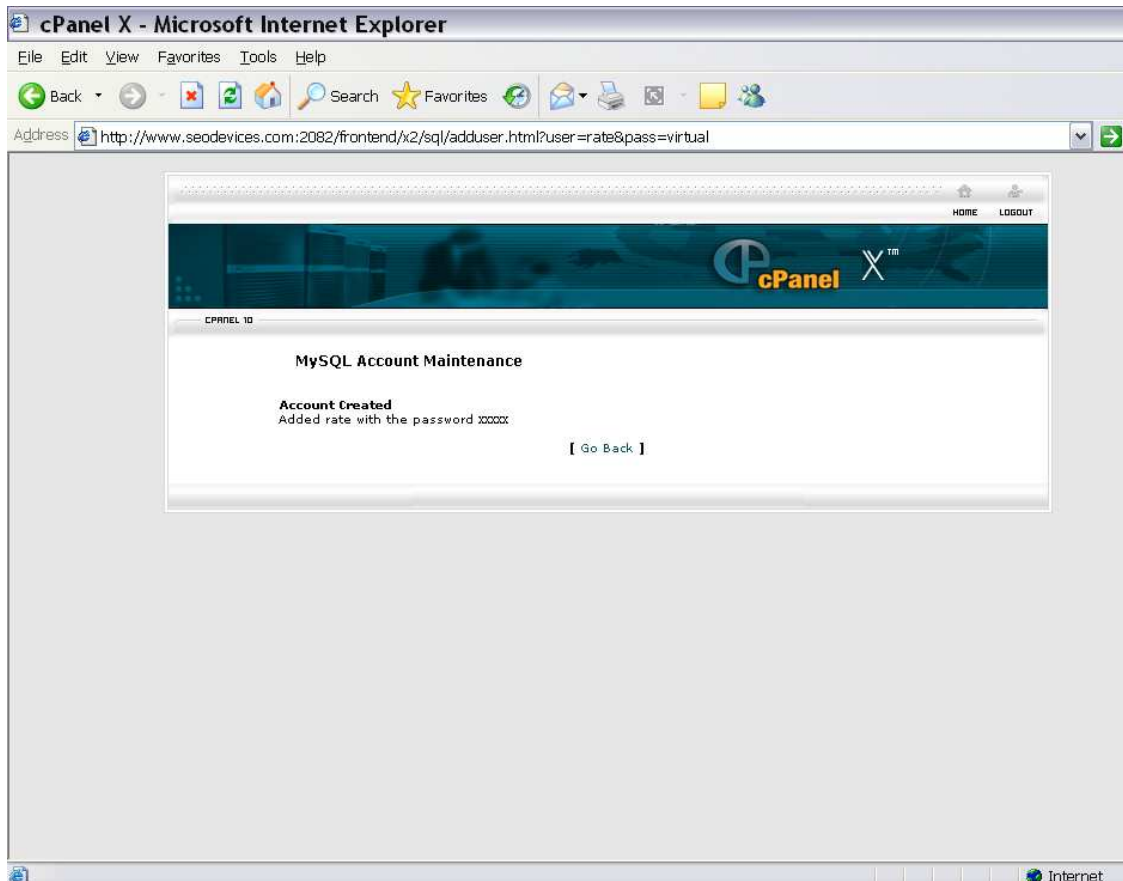 cPanel X - Microsoft Internet Explorer
File Edit View Favorites Tools Help
Back Search Favorites
Address http://www.seodevices.com:2082/frontend/x2/sql/adduser.html?user=rate&pass=virtual
HOME LOGOUT
CP cPanel X™
CPANEL 10
MySQL Account Maintenance
Account Created
Added rate with the password xxxxx
[ Go Back ]
Internet